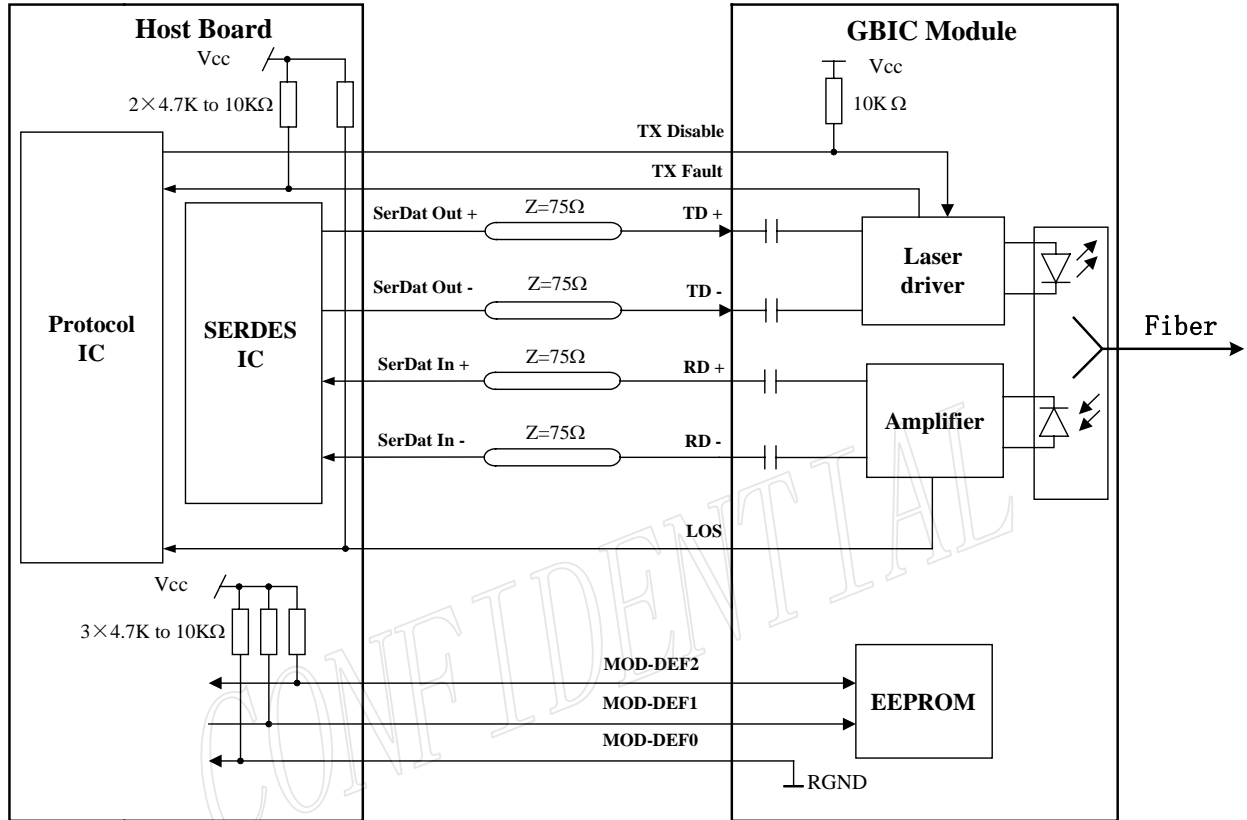 Host Board
GBIC Module
Vcc
Vcc
2×4.7K to 10KΩ
10K Ω
TX Disable
TX Fault
SerDat Out +
Z=75Ω
TD +
SerDat Out -
Z=75Ω
TD -
Laser
driver
Protocol
IC
SERDES
IC
Fiber
SerDat In +
Z=75Ω
RD +
SerDat In -
Z=75Ω
RD -
Amplifier
LOS
Vcc
3×4.7K to 10KΩ
MOD-DEF2
MOD-DEF1
MOD-DEF0
EEPROM
RGND
CONFIDENTIAL